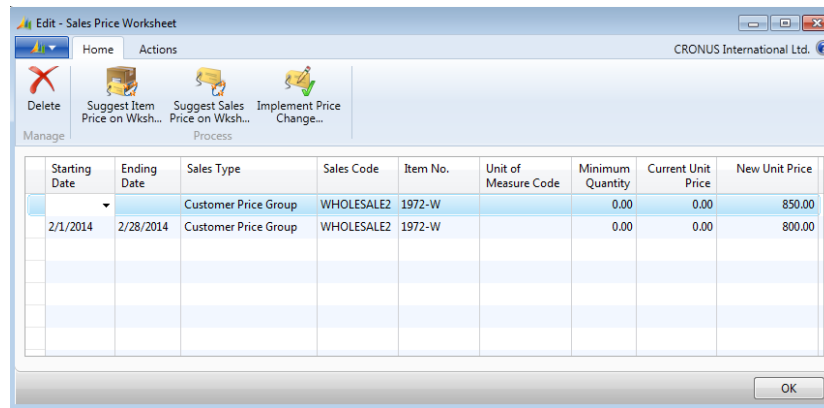 Edit - Sales Price Worksheet
Home Actions CRONUS International Ltd.
Delete Suggest Item Price on Wksh... Suggest Sales Price on Wksh... Implement Price Change...
Manage Process
Starting Date Ending Date Sales Type Sales Code Item No. Unit of Measure Code Minimum Quantity Current Unit Price New Unit Price
Customer Price Group WHOLESALE2 1972-W 0.00 0.00 850.00
2/1/2014 2/28/2014 Customer Price Group WHOLESALE2 1972-W 0.00 0.00 800.00
OK